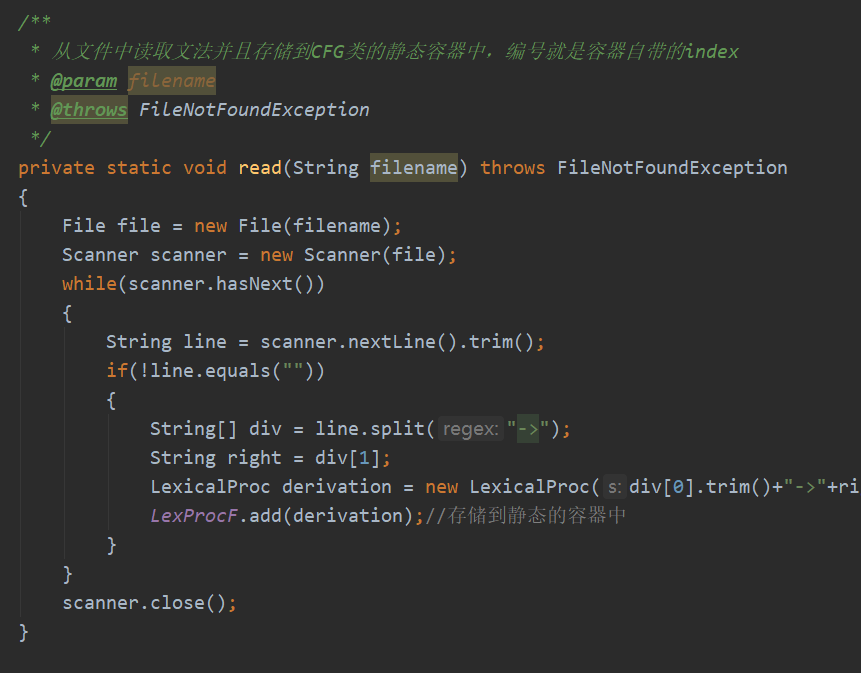 /**
 * 从文件中读取文法并且存储到CFG类的静态容器中，编号就是容器自带的index
 * @param filename
 * @throws FileNotFoundException
 */
private static void read(String filename) throws FileNotFoundException
{
    File file = new File(filename);
    Scanner scanner = new Scanner(file);
    while(scanner.hasNext())
    {
        String line = scanner.nextLine().trim();
        if(!line.equals(""))
        {
            String[] div = line.split( regex: "->");
            String right = div[1];
            LexicalProc derivation = new LexicalProc( s: div[0].trim()+"->"+ri
            LexProcF.add(derivation);//存储到静态的容器中
        }
    }
    scanner.close();
}